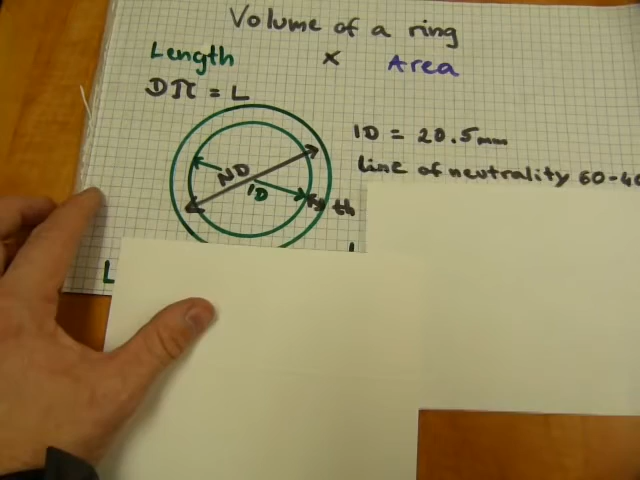 Volume of a ring
Length x Area
Dπ = L
ID = 20.5mm
line of neutrality 60-40
ND
ID
th
L